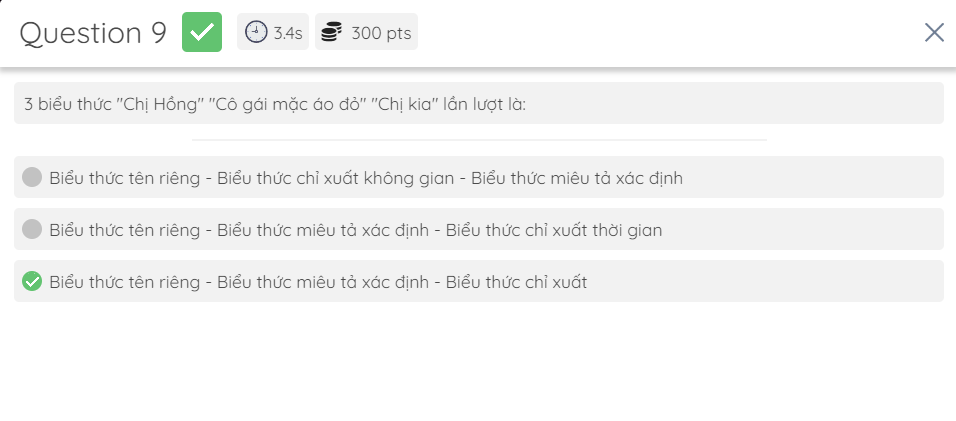 Question 9
3.4s
300 pts
3 biểu thức "Chị Hồng" "Cô gái mặc áo đỏ" "Chị kia" lần lượt là:
Biểu thức tên riêng - Biểu thức chỉ xuất không gian - Biểu thức miêu tả xác định
Biểu thức tên riêng - Biểu thức miêu tả xác định - Biểu thức chỉ xuất thời gian
Biểu thức tên riêng - Biểu thức miêu tả xác định - Biểu thức chỉ xuất